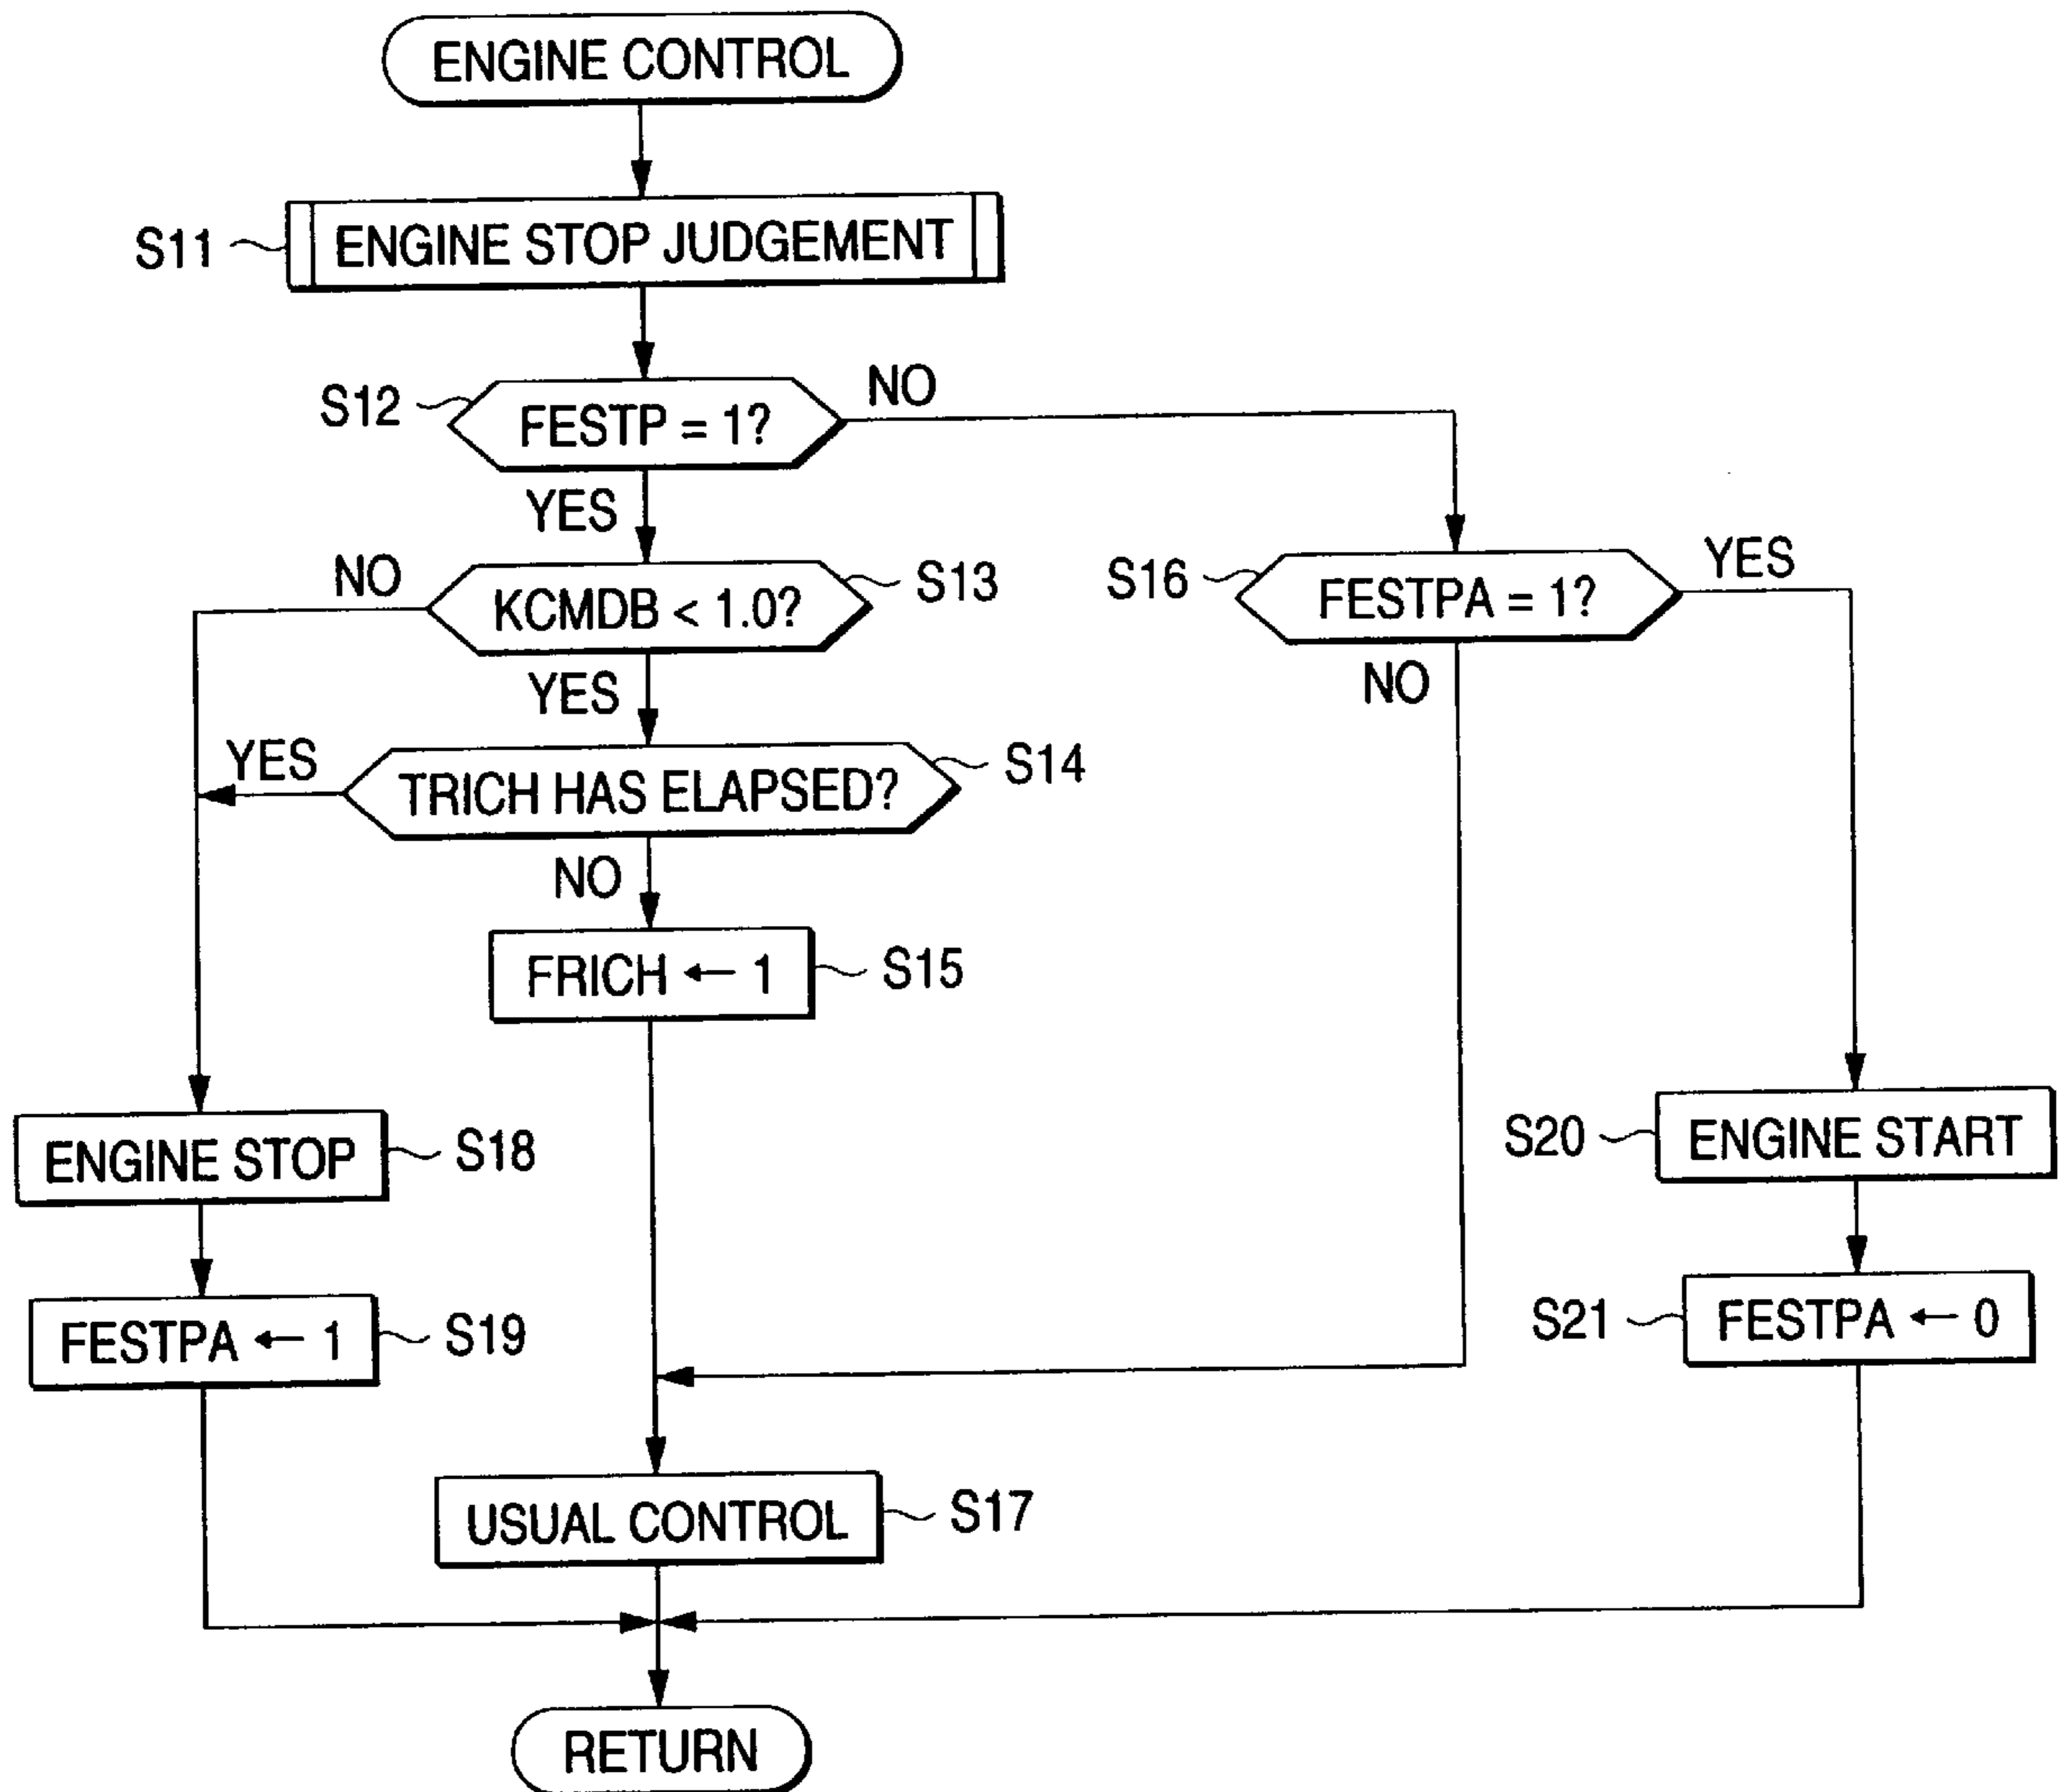 ENGINE CONTROL
S11
ENGINE STOP JUDGEMENT
S12
FESTP = 1?
NO
YES
NO
KCMDB < 1.0?
S13
S16
FESTPA = 1?
YES
YES
NO
YES
TRICH HAS ELAPSED?
S14
NO
FRICH ← 1
S15
ENGINE STOP
S18
S20
ENGINE START
FESTPA ← 1
S19
S21
FESTPA ← 0
USUAL CONTROL
S17
RETURN